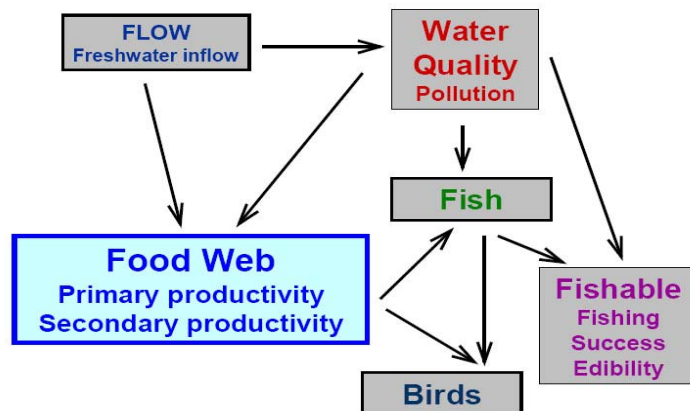 FLOW
Freshwater inflow
Water
Quality
Pollution
Fish
Food Web
Primary productivity
Secondary productivity
Fishable
Fishing
Success
Edibility
Birds